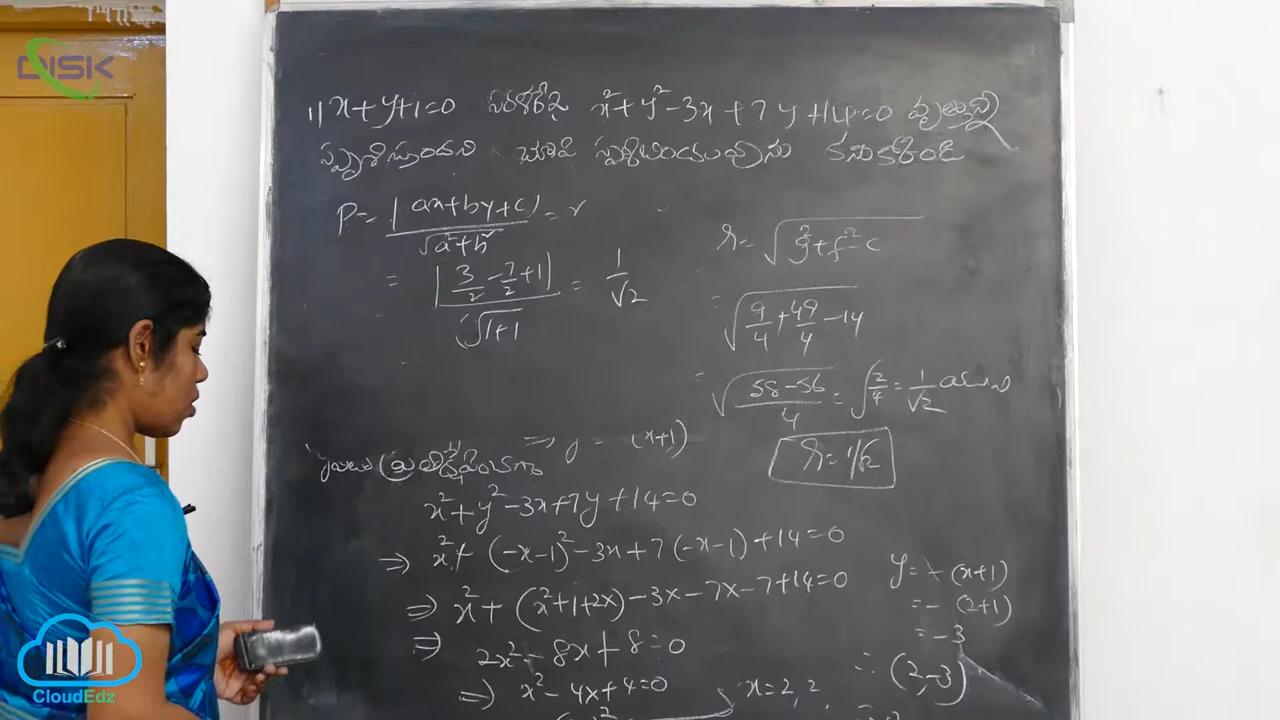 DISK
1) x+y+1=0 సరళరేఖ x²+y²-3x+7y+14=0 వృత్తాన్ని
స్పృశిస్తుందని చూపి స్పర్శబిందువును కనుకోండి
P= |ax+by+c| / √a²+b² = r
= |3/2 - 7/2 + 1| / √1+1 = 1/√2
r = √g²+f²-c
= √9/4 + 49/4 - 14
= √58-56/4 = √2/4 = 1/√2
r = 1/√2
⇒ y = (x+1)
x²+y²-3x+7y+14=0
⇒ x²+(-x-1)²-3x+7(-x-1)+14=0
⇒ x²+(x²+1+2x)-3x-7x-7+14=0
⇒ 2x²-8x+8=0
⇒ x²-4x+4=0
x=2, 2
y = -(x+1)
= -(2+1)
= -3
∴ (2,-3)
CloudEdz